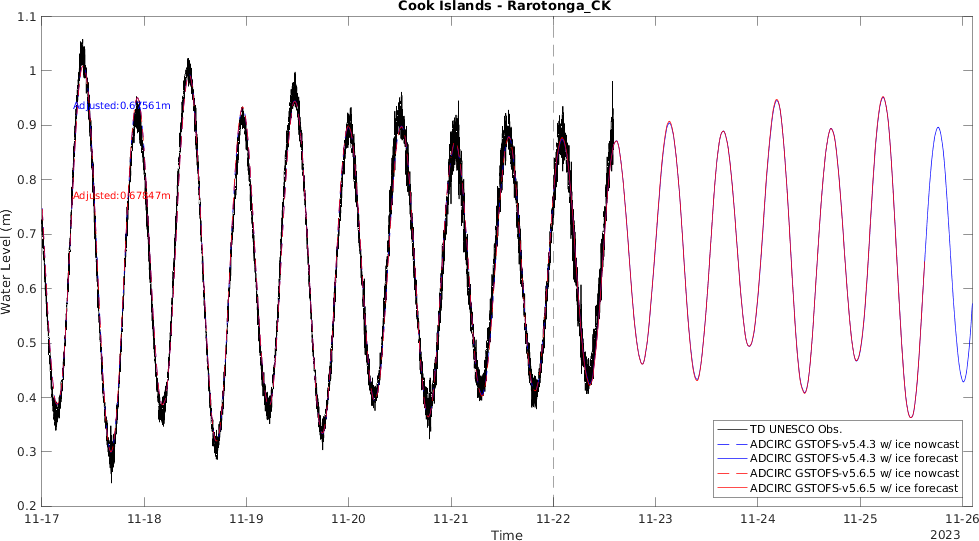 Cook Islands - Rarotonga_CK
1.1
1
0.9
0.8
0.7
0.6
0.5
0.4
0.3
0.2
Water Level (m)
Adjusted:0.67561m
Adjusted:0.67847m
TD UNESCO Obs.
ADCIRC GSTOFS-v5.4.3 w/ ice nowcast
ADCIRC GSTOFS-v5.4.3 w/ ice forecast
ADCIRC GSTOFS-v5.6.5 w/ ice nowcast
ADCIRC GSTOFS-v5.6.5 w/ ice forecast
11-17 11-18 11-19 11-20 11-21 11-22 11-23 11-24 11-25 11-26
Time
2023